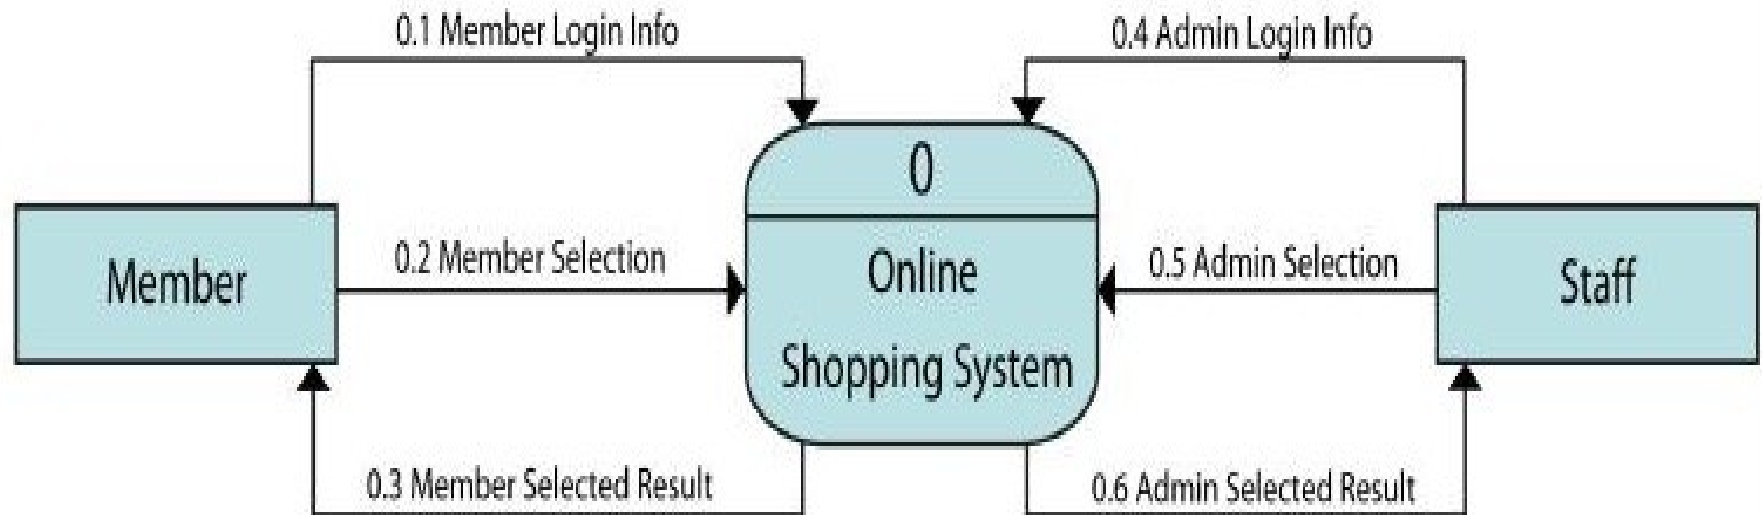 0.1 Member Login Info
0.4 Admin Login Info
0
Member
0.2 Member Selection
Online
Shopping System
0.5 Admin Selection
Staff
0.3 Member Selected Result
0.6 Admin Selected Result